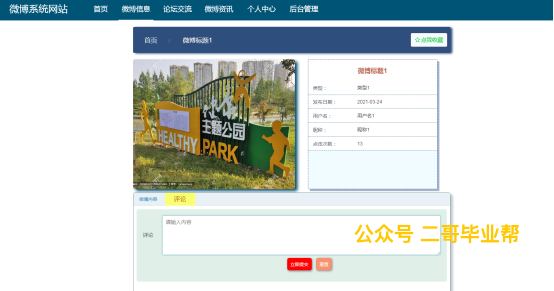 微博系统网站 首页 微博信息 论坛交流 微博资讯 个人中心 后台管理
首页 微博标题1 ☆点我收藏
主题公园
HEALTHY PARK
微博标题1
类型: 类型1
发布日期: 2021-03-24
用户名: 用户名1
昵称: 昵称1
点击次数: 13
微博内容 评论
评论 请输入内容
公众号 二哥毕业帮
立即提交 重置